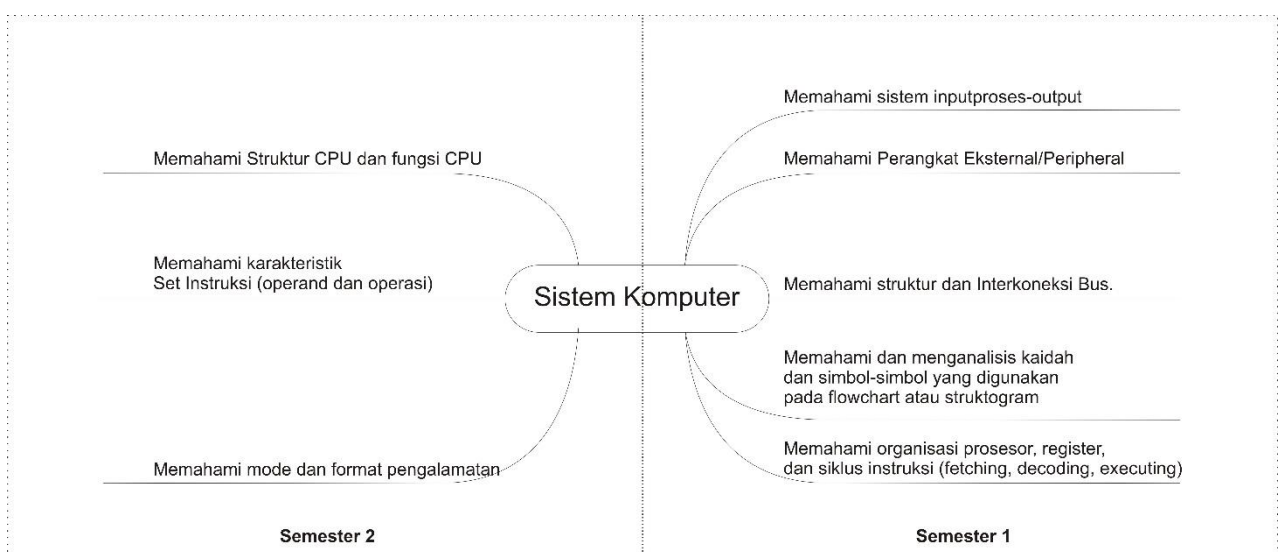 Memahami Struktur CPU dan fungsi CPU
Memahami karakteristik
Set Instruksi (operand dan operasi)
Memahami mode dan format pengalamatan
Semester 2
Sistem Komputer
Memahami sistem inputproses-output
Memahami Perangkat Eksternal/Peripheral
Memahami struktur dan Interkoneksi Bus.
Memahami dan menganalisis kaidah
dan simbol-simbol yang digunakan
pada flowchart atau struktogram
Memahami organisasi prosesor, register,
dan siklus instruksi (fetching, decoding, executing)
Semester 1